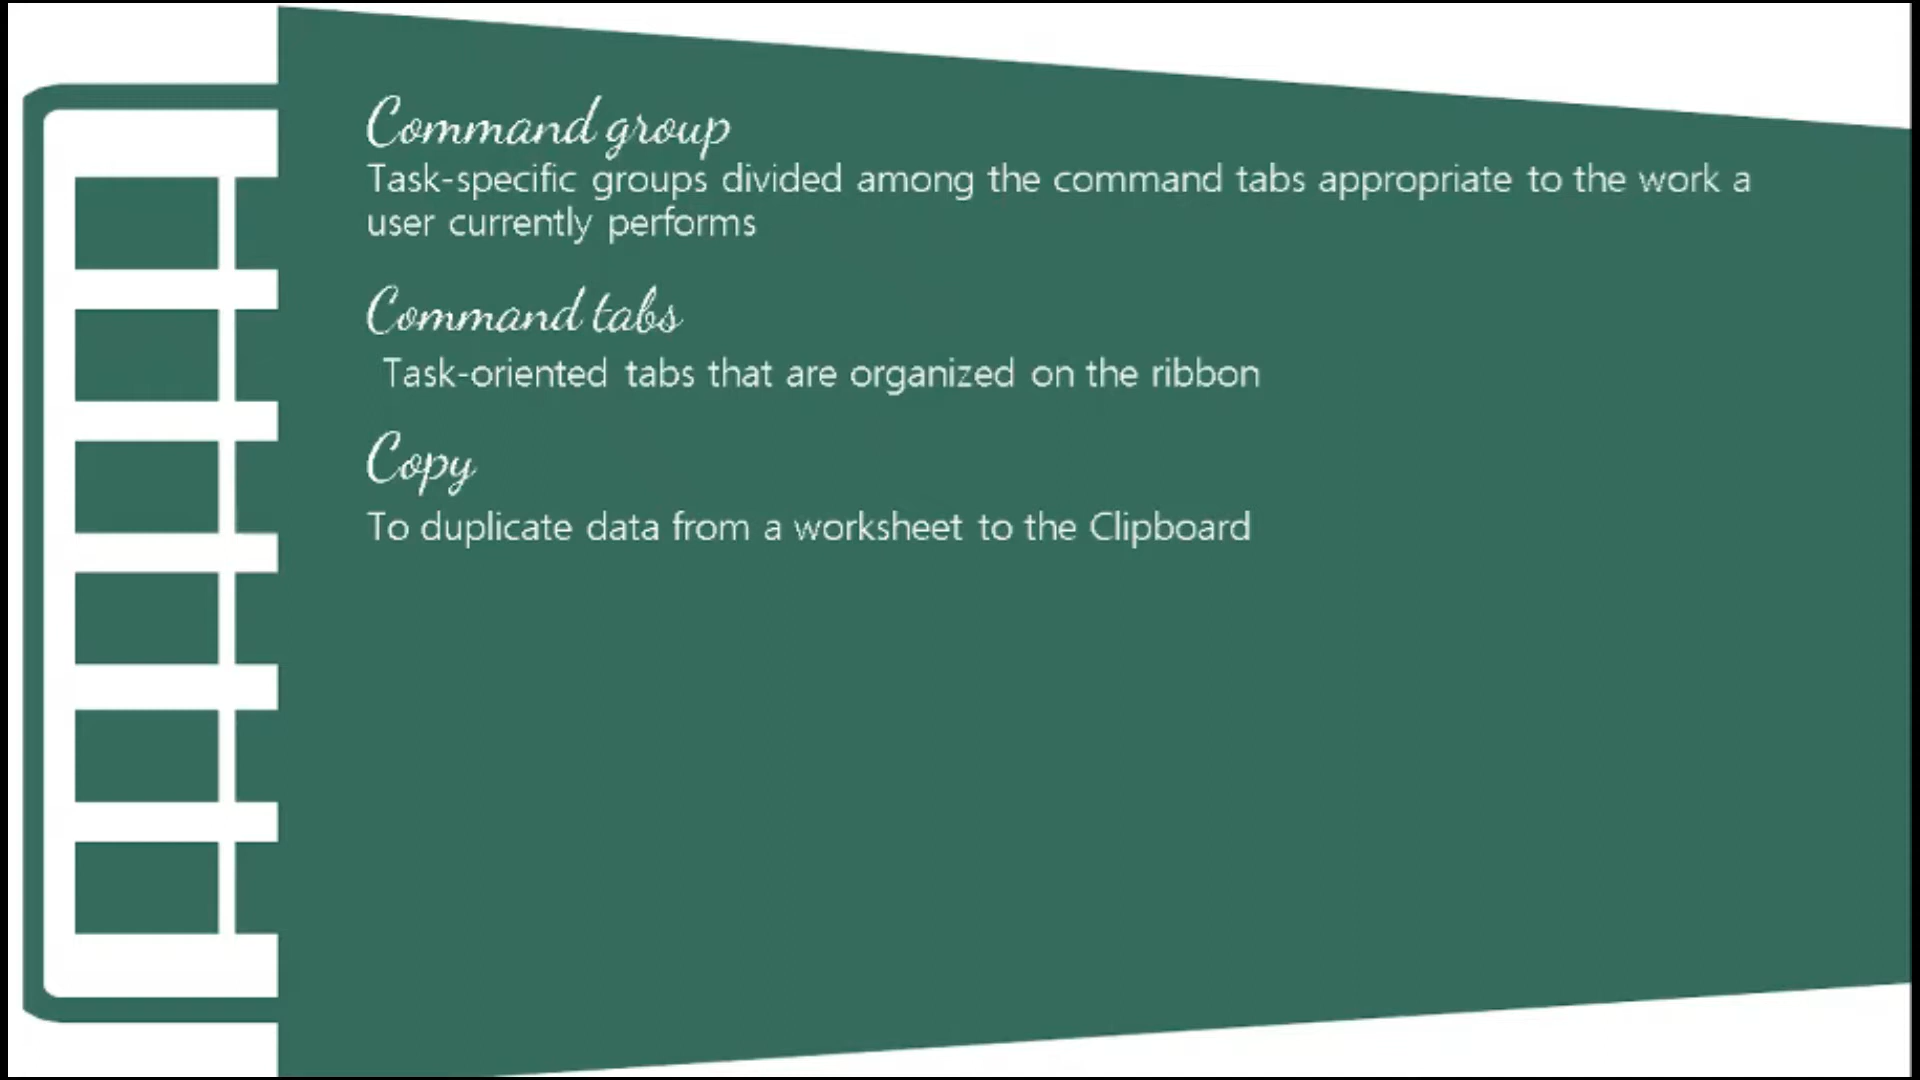 Command group
Task-specific groups divided among the command tabs appropriate to the work a
user currently performs
Command tabs
Task-oriented tabs that are organized on the ribbon
Copy
To duplicate data from a worksheet to the Clipboard